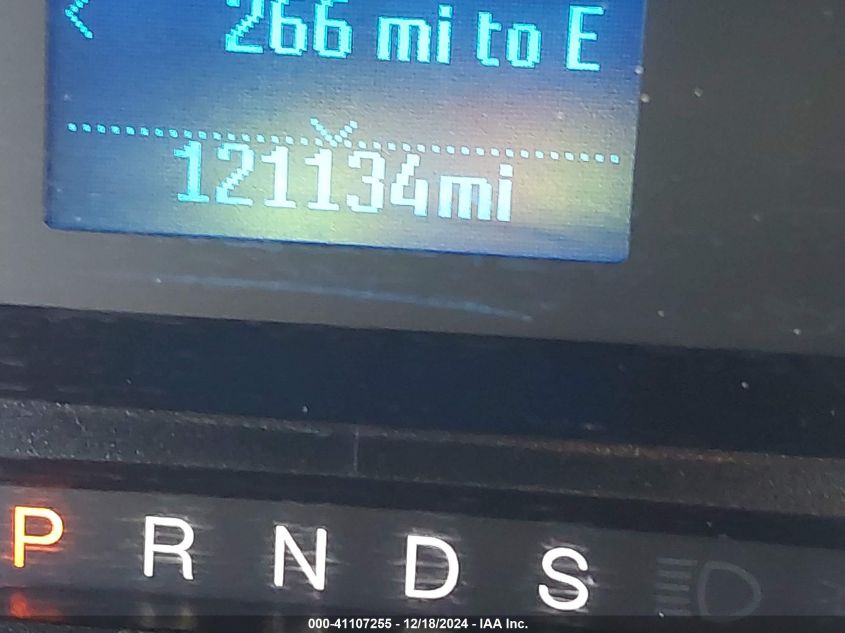 266 mi to E
121134mi
P R N D S
000-41107255 - 12/18/2024 - IAA Inc.